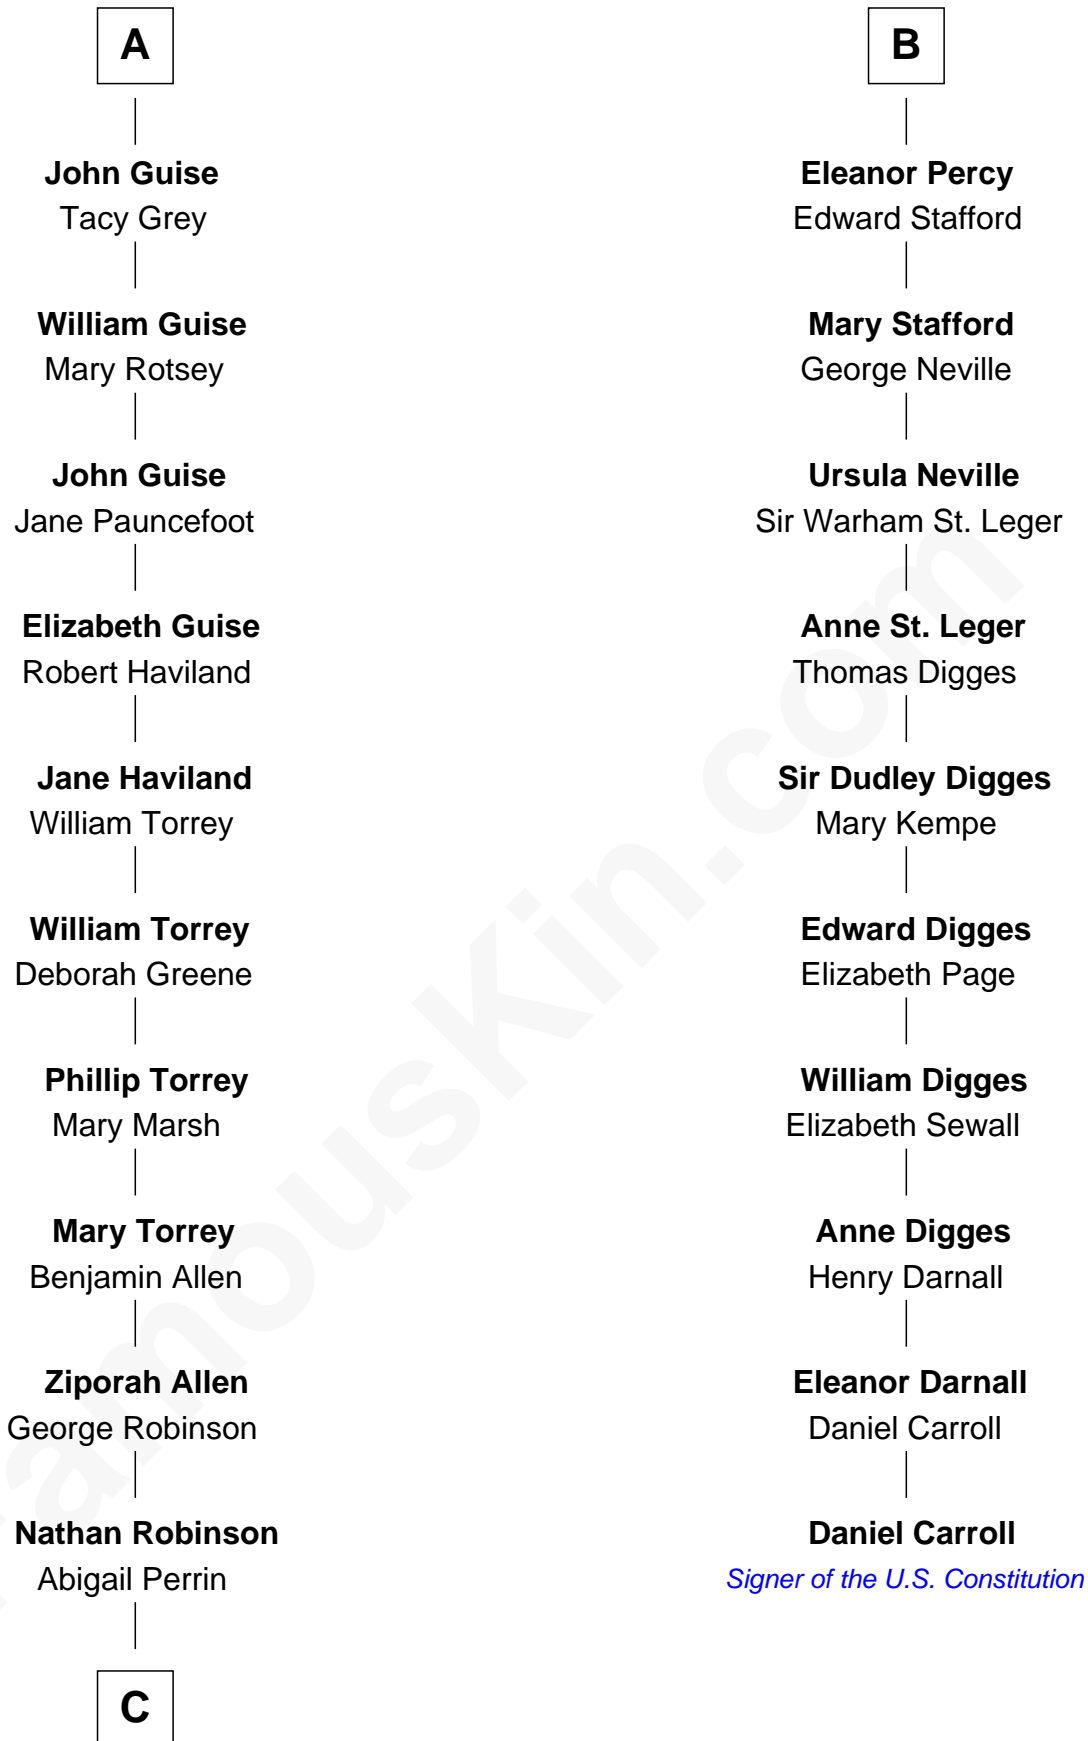 A
John Guise
Tacy Grey
William Guise
Mary Rotsey
John Guise
Jane Pauncefoot
Elizabeth Guise
Robert Haviland
Jane Haviland
William Torrey
William Torrey
Deborah Greene
Phillip Torrey
Mary Marsh
Mary Torrey
Benjamin Allen
Ziporah Allen
George Robinson
Nathan Robinson
Abigail Perrin
C
B
Eleanor Percy
Edward Stafford
Mary Stafford
George Neville
Ursula Neville
Sir Warham St. Leger
Anne St. Leger
Thomas Digges
Sir Dudley Digges
Mary Kempe
Edward Digges
Elizabeth Page
William Digges
Elizabeth Sewall
Anne Digges
Henry Darnall
Eleanor Darnall
Daniel Carroll
Daniel Carroll
Signer of the U.S. Constitution
FamousKin.com